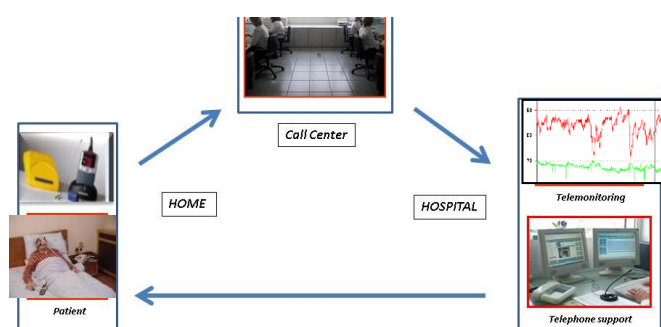 Call Center
HOME
HOSPITAL
Telemonitoring
Patient
Telephone support